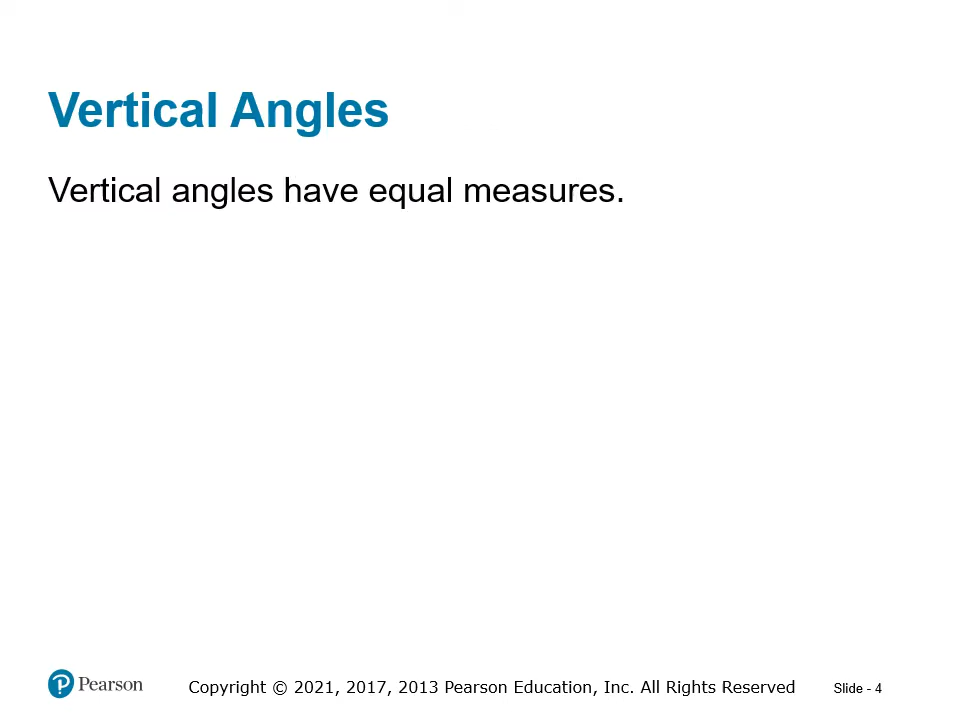 Vertical Angles
Vertical angles have equal measures.
Pearson
Copyright © 2021, 2017, 2013 Pearson Education, Inc. All Rights Reserved
Slide - 4